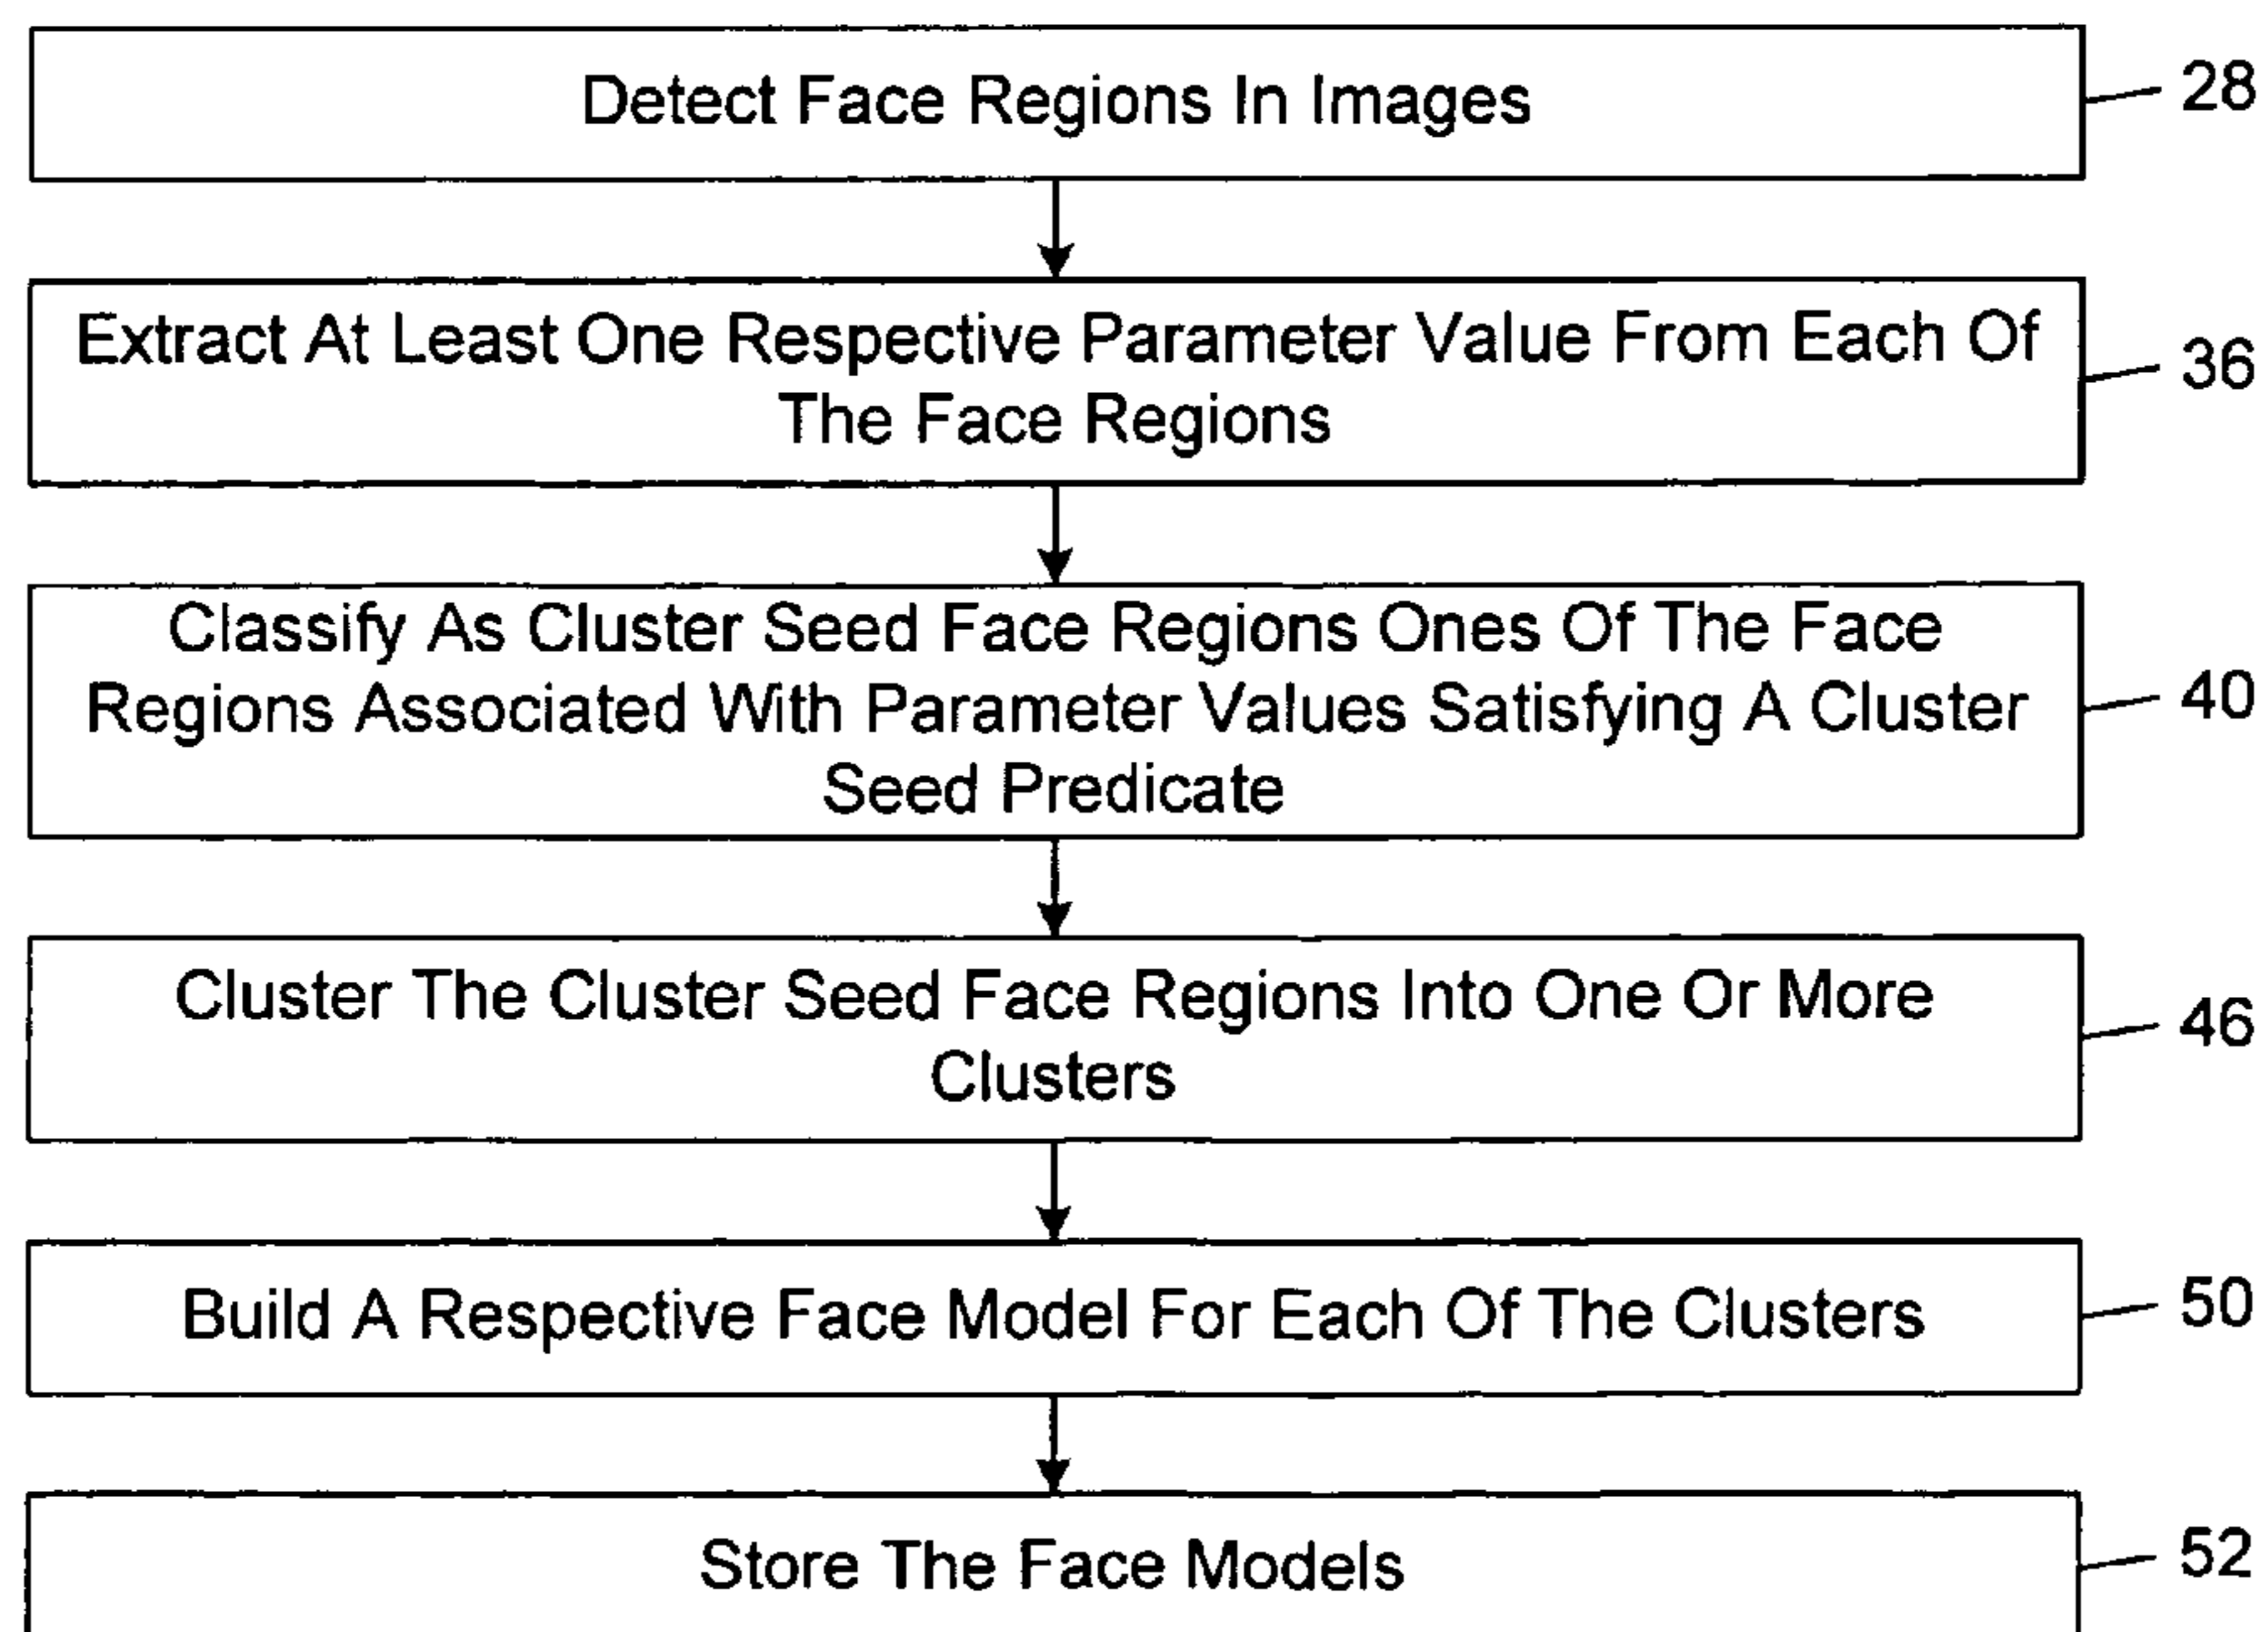 Detect Face Regions In Images
28
Extract At Least One Respective Parameter Value From Each Of
The Face Regions
36
Classify As Cluster Seed Face Regions Ones Of The Face
Regions Associated With Parameter Values Satisfying A Cluster
Seed Predicate
40
Cluster The Cluster Seed Face Regions Into One Or More
Clusters
46
Build A Respective Face Model For Each Of The Clusters
50
Store The Face Models
52